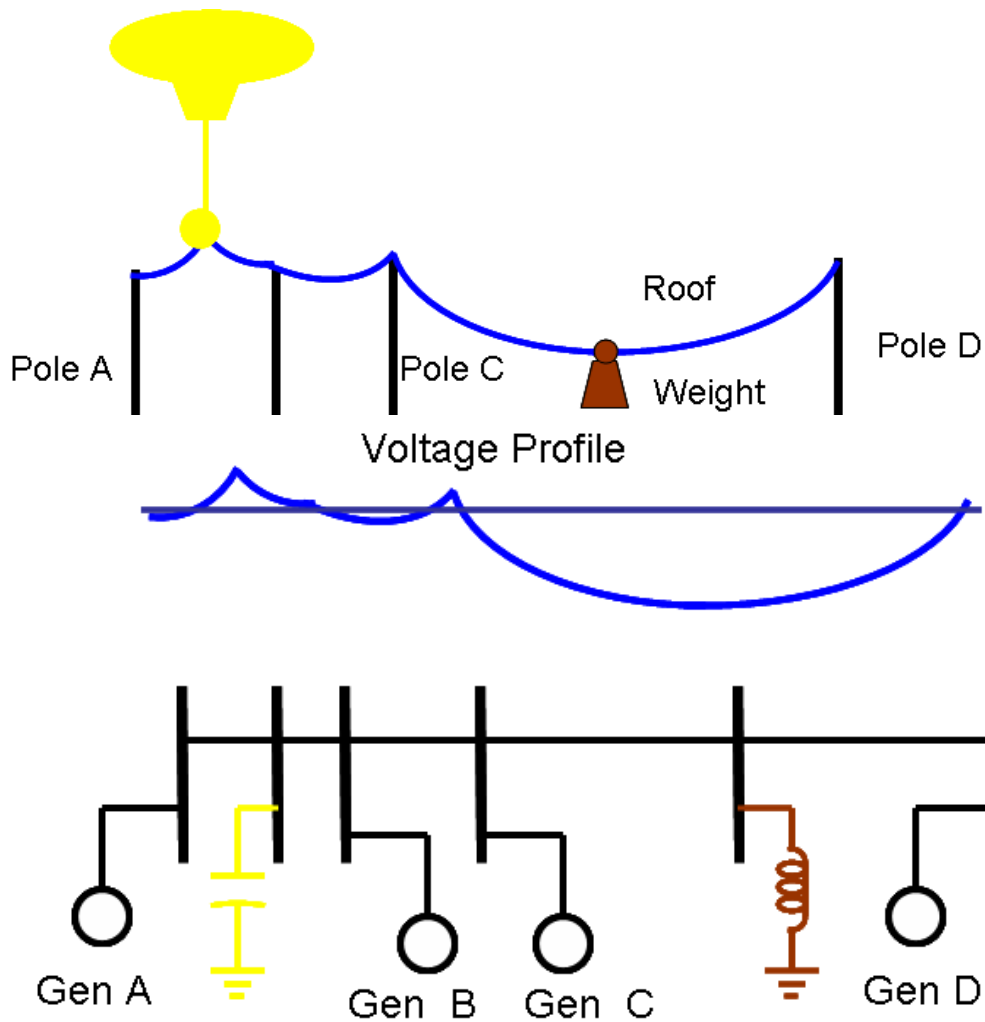 Roof
Pole A
Pole C
Pole D
Weight
Voltage Profile
Gen A
Gen B
Gen C
Gen D